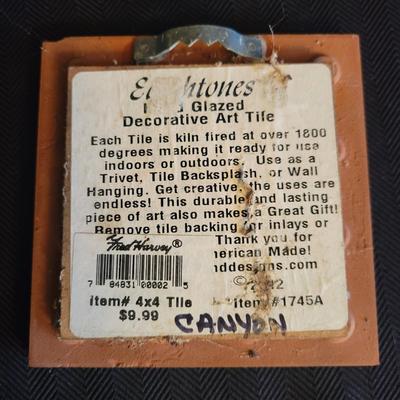 Glazed
Decorative Art Tile
Each Tile is kiln fired at over 1800
degrees making it ready for use
indoors or outdoors. Use as a
Trivet, Tile Backsplash, or Wall
Hanging. Get creative, the uses are
endless! This durable and lasting
piece of art also makes a Great Gift!
Remove tile backing for inlays or
Thank you for
American Made!
Fred Harvey®
7 84831 00002 5
item# 4x4 Tile
$9.99
Item #1745A
CANYON